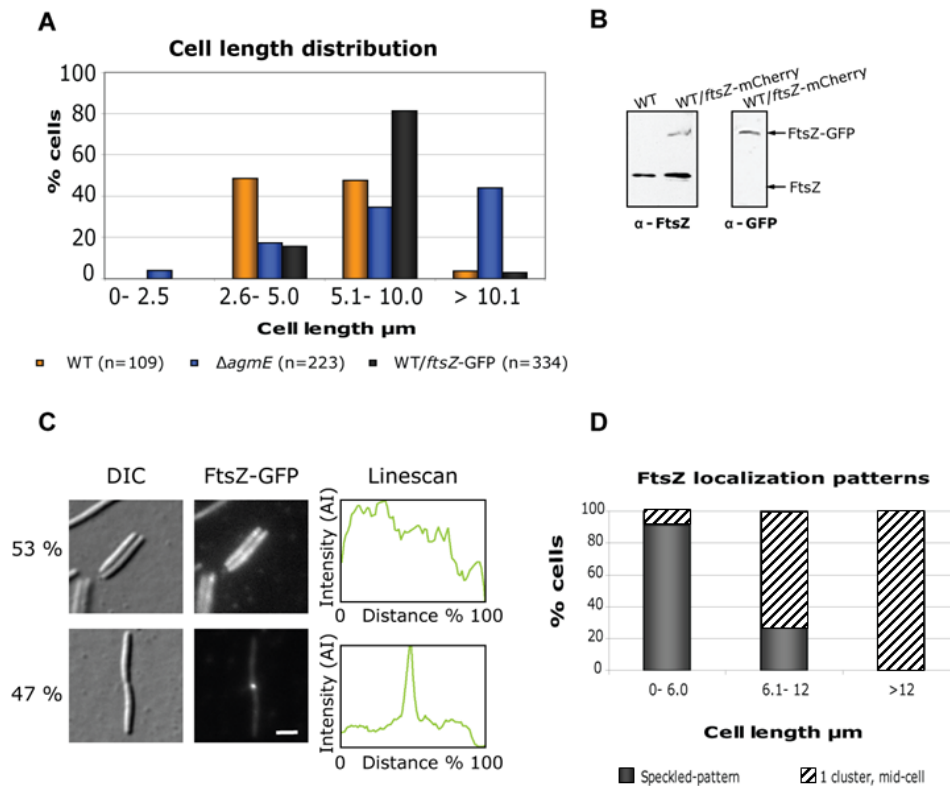 A
Cell length distribution
% cells
100
80
60
40
20
0
0- 2.5
2.6- 5.0
5.1- 10.0
> 10.1
Cell length µm
WT (n=109)
ΔagmE (n=223)
WT/ftsZ-GFP (n=334)
B
WT
WT/ftsZ-mCherry
WT/ftsZ-mCherry
FtsZ-GFP
FtsZ
α-FtsZ
α-GFP
C
DIC
FtsZ-GFP
Linescan
53 %
Intensity (AI)
0 Distance % 100
47 %
Intensity (AI)
0 Distance % 100
D
FtsZ localization patterns
% cells
100
80
60
40
20
0
0- 6.0
6.1- 12
>12
Cell length µm
Speckled-pattern
1 cluster, mid-cell